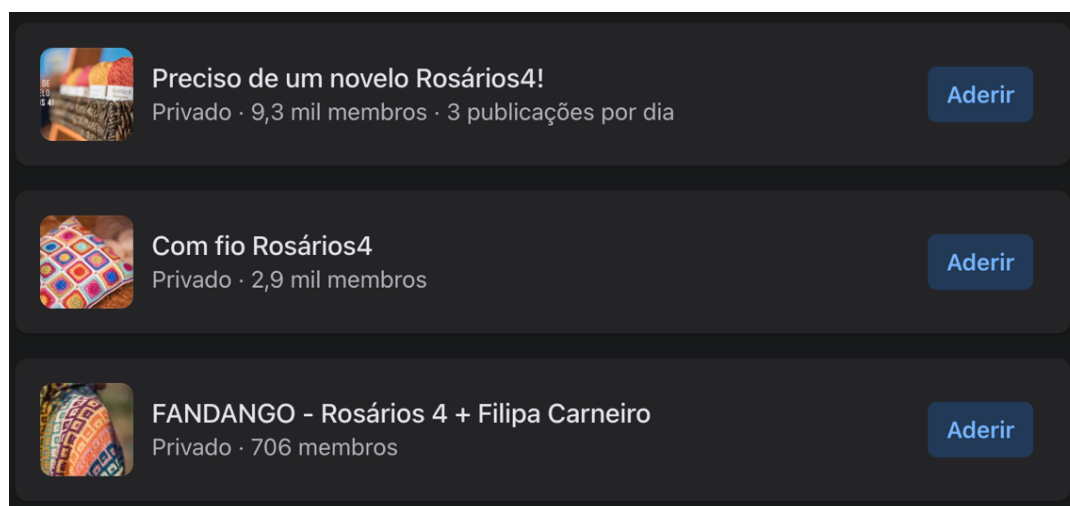 Preciso de um novelo Rosários4!
Privado · 9,3 mil membros · 3 publicações por dia
Aderir
Com fio Rosários4
Privado · 2,9 mil membros
Aderir
FANDANGO - Rosários 4 + Filipa Carneiro
Privado · 706 membros
Aderir